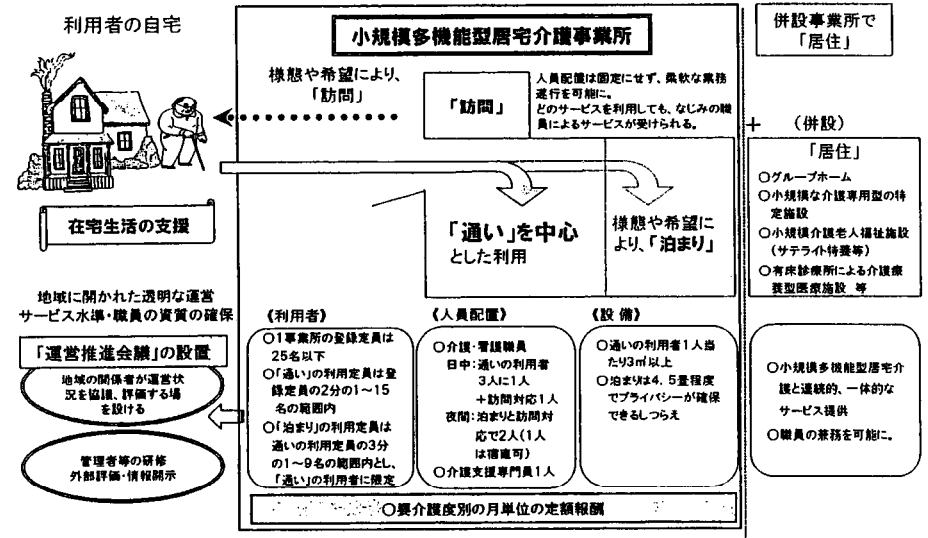 利用者の自宅
小規模多機能型居宅介護事業所
併設事業所で
「居住」
様態や希望により、
「訪問」
「訪問」
人員配置は固定にせず、柔軟な業務
遂行を可能に。
どのサービスを利用しても、なじみの職
員によるサービスが受けられる。
+
(併設)
在宅生活の支援
「通い」を中心
とした利用
様態や希望に
より、「泊まり」
「居住」
○グループホーム
○小規模な介護専用型の特
定施設
○小規模介護老人福祉施設
(サテライト特養等)
○有床診療所による介護療
養型医療施設 等
地域に開かれた透明な運営
サービス水準・職員の資質の確保
「運営推進会議」の設置
地域の関係者が運営状
況を協議、評価する場
を設ける
管理者等の研修
外部評価・情報開示
《利用者》
○1事業所の登録定員は
25名以下
○「通い」の利用定員は登
録定員の2分の1~15
名の範囲内
○「泊まり」の利用定員は
通いの利用定員の3分
の1~9名の範囲内とし、
「通い」の利用者に限定
《人員配置》
○介護・看護職員
日中:通いの利用者
3人に1人
+訪問対応1人
夜間:泊まりと訪問対
応で2人(1人
は宿直可)
○介護支援専門員1人
《設 備》
○通いの利用者1人当
たり3㎡以上
○泊まりは4.5畳程度
でプライバシーが確保
できるしつらえ
○小規模多機能型居宅介
護と連続的、一体的な
サービス提供
○職員の兼務を可能に。
○要介護度別の月単位の定額報酬